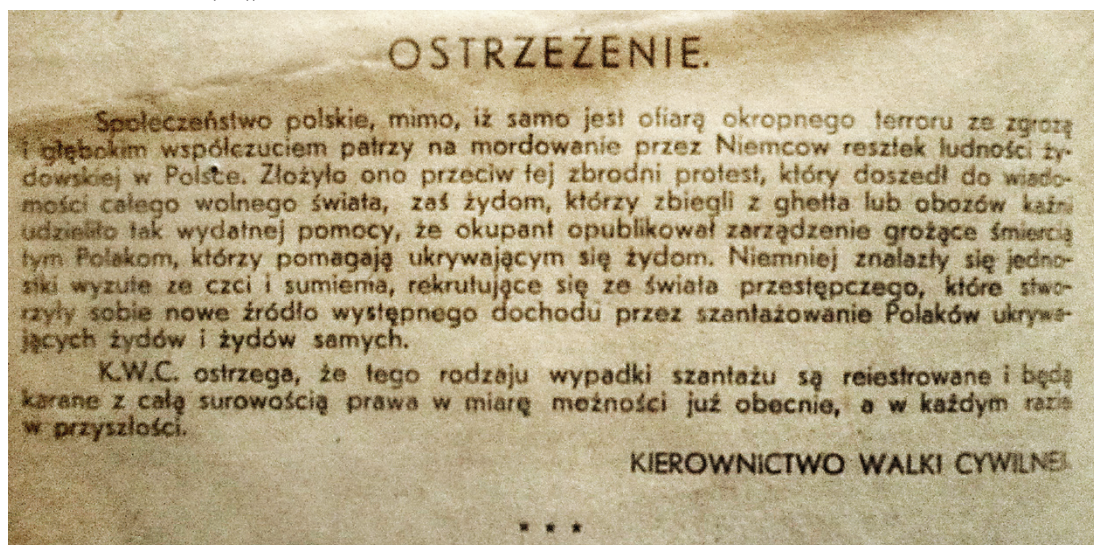 OSTRZEŻENIE.
Społeczeństwo polskie, mimo, iż samo jest ofiarą okropnego terroru ze zgrozą
i głębokim współczuciem patrzy na mordowanie przez Niemcow resztek ludności ży-
dowskiej w Polsce. Złożyło ono przeciw tej zbrodni protest, który doszedł do wiado-
mości całego wolnego świata, zaś żydom, którzy zbiegli z ghetta lub obozów kaźni
udzieliło tak wydatnej pomocy, że okupant opublikował zarządzenie grożące śmiercią
tym Polakom, którzy pomagają ukrywającym się żydom. Niemniej znalazły się jedno-
stki wyzute ze czci i sumienia, rekrutujące się ze świata przestępczego, które stwo-
rzyły sobie nowe źródło występnego dochodu przez szantażowanie Polaków ukrywa-
jących żydów i żydów samych.
K.W.C. ostrzega, że tego rodzaju wypadki szantażu są reiestrowane i będą
karane z całą surowością prawa w miarę możności już obecnie, a w każdym razie
w przyszłości.
KIEROWNICTWO WALKI CYWILNEJ.
* * *